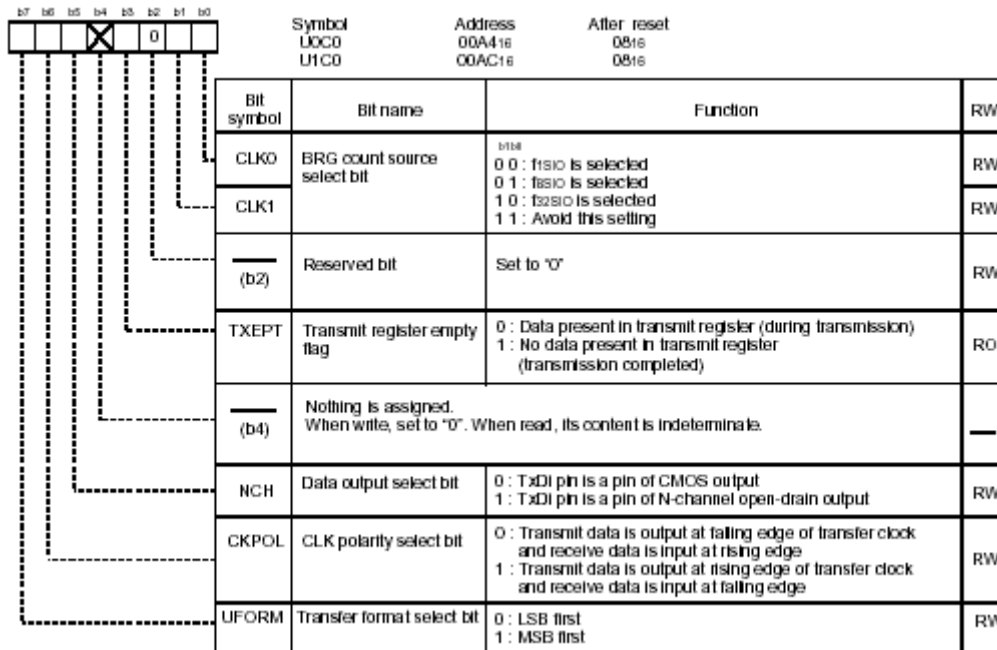 b7 b6 b5 b4 b3 b2 b1 b0
0
Symbol Address After reset
U0C0 00A416 0816
U1C0 00AC16 0816
Bit symbol Bit name Function RW
CLK0 BRG count source select bit
b1b0
0 0 : f1SIO is selected
0 1 : f8SIO is selected
1 0 : f32SIO is selected
1 1 : Avoid this setting
RW
CLK1 RW
(b2) Reserved bit Set to "0" RW
TXEPT Transmit register empty flag
0 : Data present in transmit register (during transmission)
1 : No data present in transmit register
(transmission completed)
RO
(b4)
Nothing is assigned.
When write, set to "0". When read, its content is indeterminate.
NCH Data output select bit
0 : TxDi pin is a pin of CMOS output
1 : TxDi pin is a pin of N-channel open-drain output
RW
CKPOL CLK polarity select bit
0 : Transmit data is output at falling edge of transfer clock
and receive data is input at rising edge
1 : Transmit data is output at rising edge of transfer clock
and receive data is input at falling edge
RW
UFORM Transfer format select bit
0 : LSB first
1 : MSB first
RW